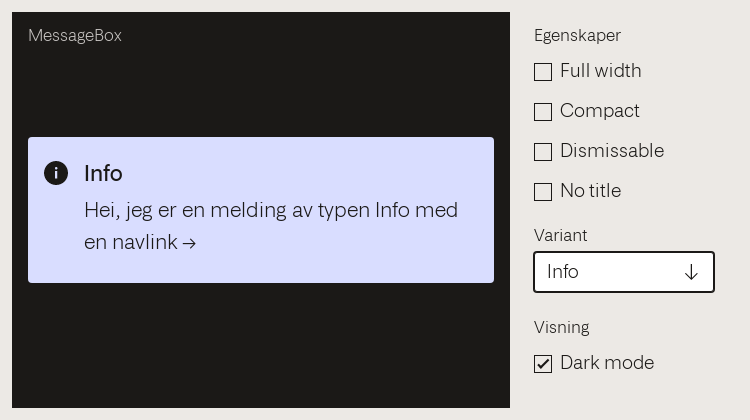 MessageBox
Info
Hei, jeg er en melding av typen Info med
en navlink →
Egenskaper
Full width
Compact
Dismissable
No title
Variant
Info
Visning
Dark mode